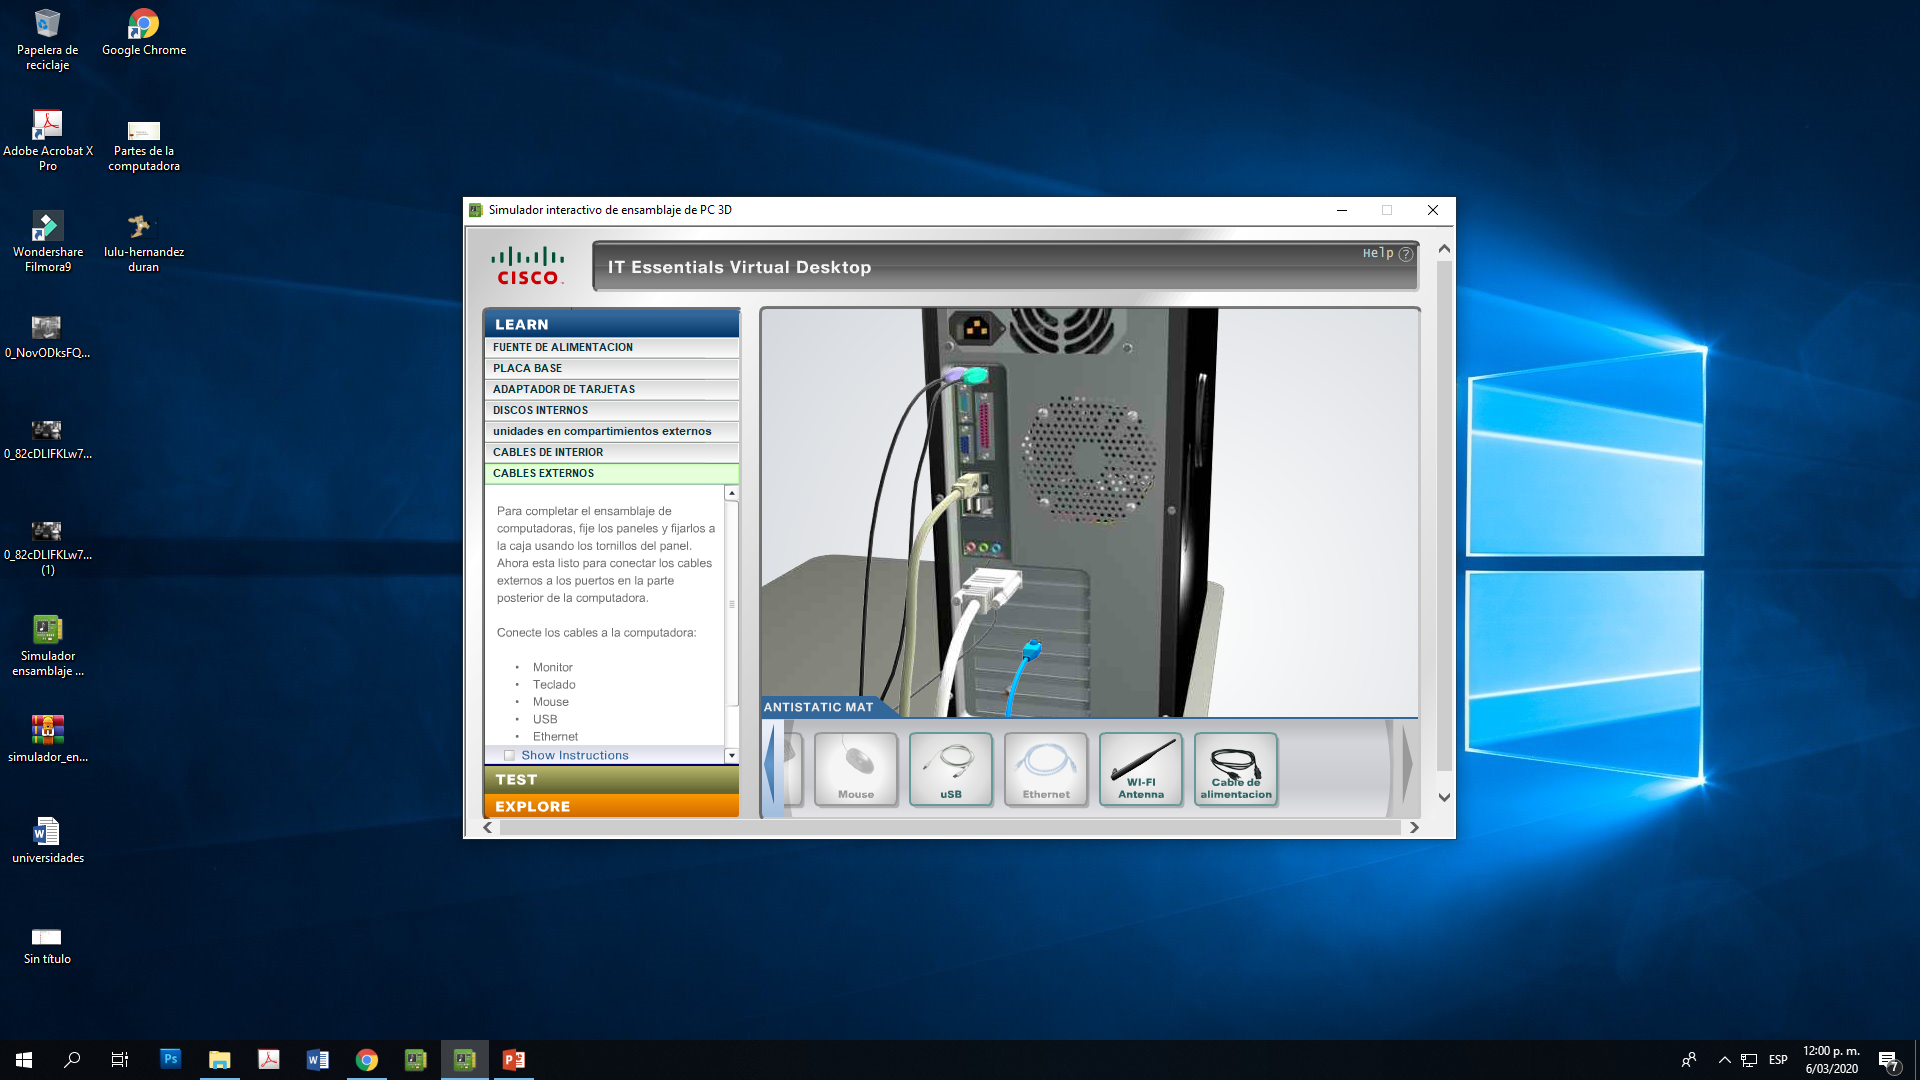 Papelera de
reciclaje
Google Chrome
Adobe Acrobat X
Pro
Partes de la
computadora
Wondershare
Filmora9
lulu-hernandez
duran
0_NovODksFQ...
0_82cDLIFKLw7...
0_82cDLIFKLw7...
(1)
Simulador
ensamblaje ...
simulador_en...
universidades
Sin título
Simulador interactivo de ensamblaje de PC 3D
CISCO
IT Essentials Virtual Desktop
Help ?
LEARN
FUENTE DE ALIMENTACION
PLACA BASE
ADAPTADOR DE TARJETAS
DISCOS INTERNOS
unidades en compartimientos externos
CABLES DE INTERIOR
CABLES EXTERNOS
Para completar el ensamblaje de
computadoras, fije los paneles y fijarlos a
la caja usando los tornillos del panel.
Ahora esta listo para conectar los cables
externos a los puertos en la parte
posterior de la computadora.
Conecte los cables a la computadora:
• Monitor
• Teclado
• Mouse
• USB
• Ethernet
Show Instructions
TEST
EXPLORE
ANTISTATIC MAT
Mouse
uSB
Ethernet
WI-FI
Antenna
Cable de
alimentacion
Ps
ESP
12:00 p. m.
6/03/2020
7